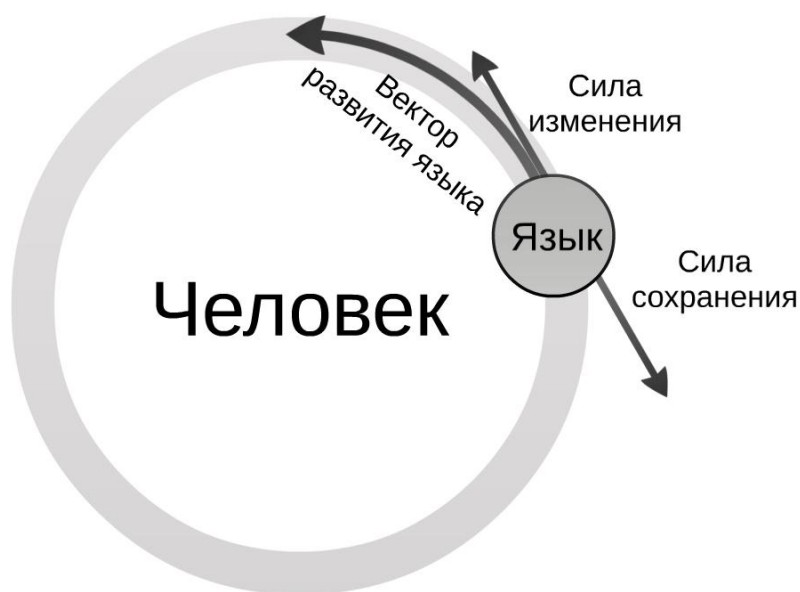 Вектор
развития языка
Сила
изменения
Язык
Сила
сохранения
Человек